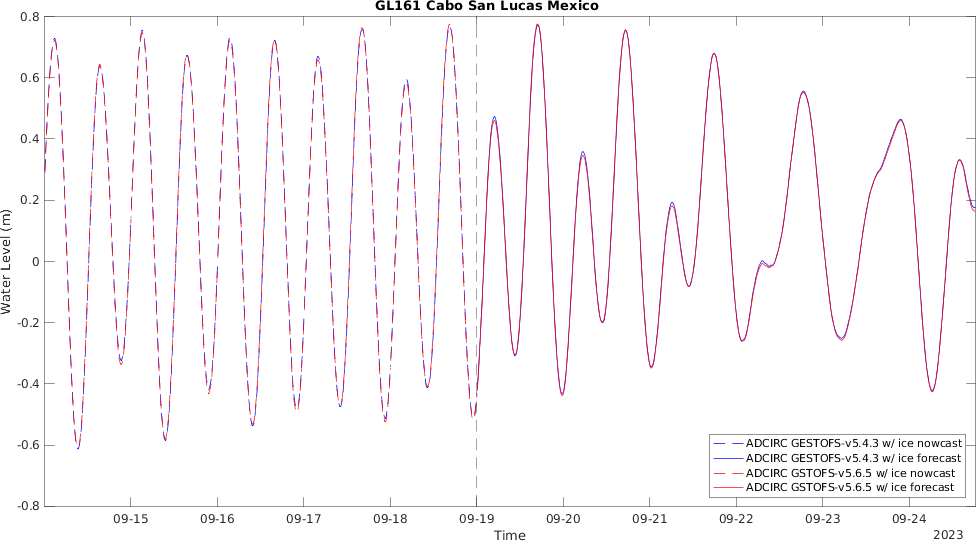 GL161 Cabo San Lucas Mexico
0.8
0.6
0.4
0.2
0
-0.2
-0.4
-0.6
-0.8
Water Level (m)
ADCIRC GESTOFS-v5.4.3 w/ ice nowcast
ADCIRC GESTOFS-v5.4.3 w/ ice forecast
ADCIRC GSTOFS-v5.6.5 w/ ice nowcast
ADCIRC GSTOFS-v5.6.5 w/ ice forecast
09-15 09-16 09-17 09-18 09-19 09-20 09-21 09-22 09-23 09-24
Time
2023